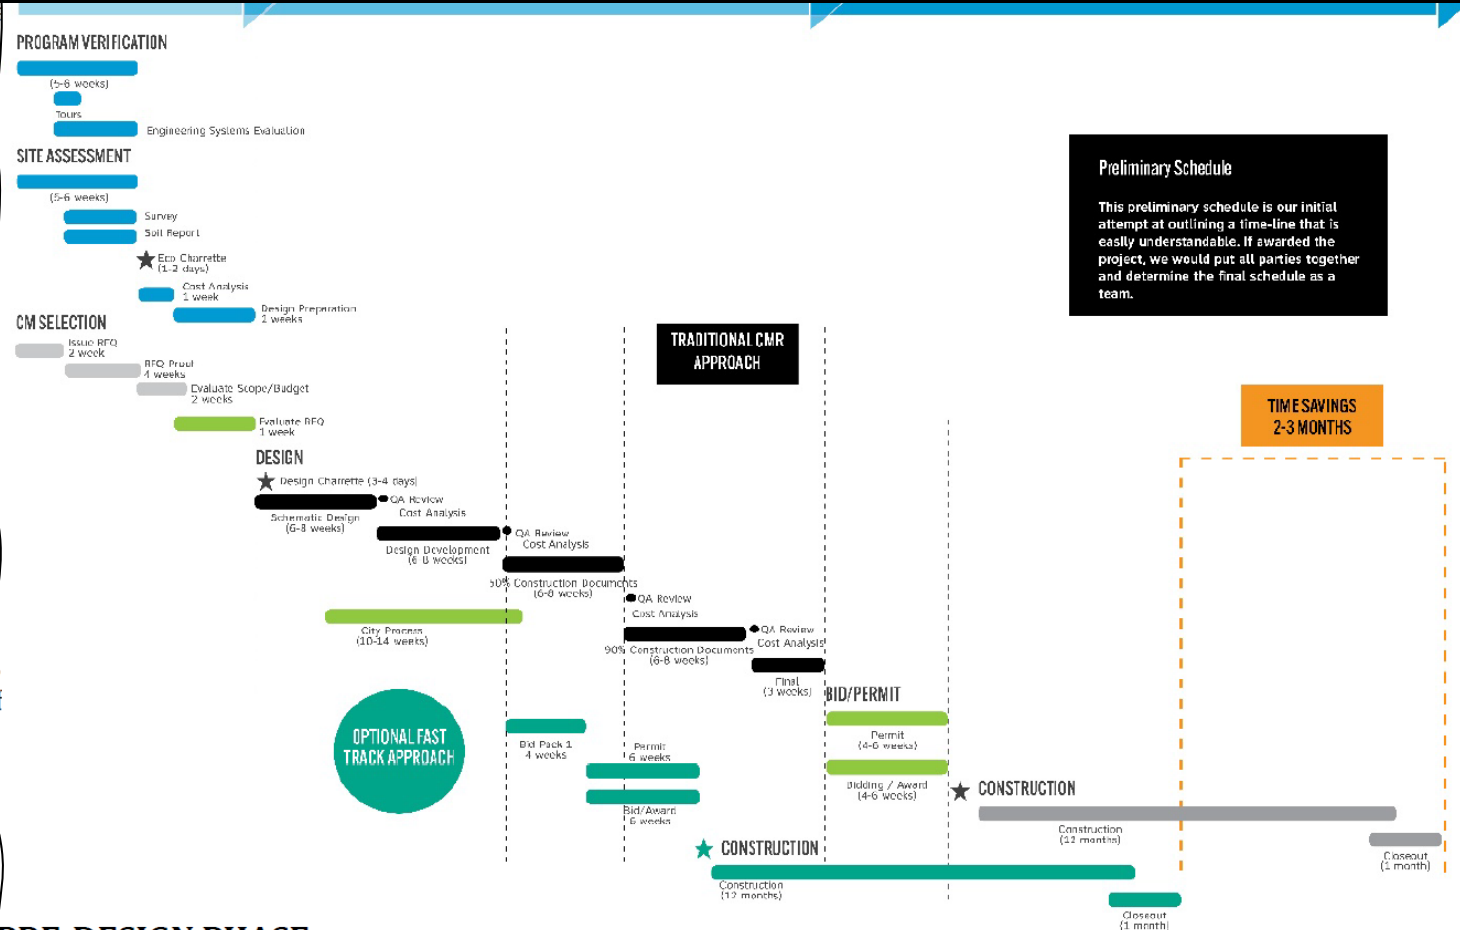 PROGRAM VERIFICATION
(5-6 weeks)
Tours
Engineering Systems Evaluation
SITE ASSESSMENT
(5-6 weeks)
Survey
Soil Report
Eco Charrette
(1-2 days)
Cost Analysis
1 week
Design Preparation
2 weeks
CM SELECTION
Issue RFQ
2 week
RFQ Proof
4 weeks
Evaluate Scope/Budget
2 weeks
Evaluate RFQ
1 week
Preliminary Schedule
This preliminary schedule is our initial
attempt at outlining a time-line that is
easily understandable. If awarded the
project, we would put all parties together
and determine the final schedule as a
team.
TRADITIONAL CMR
APPROACH
TIME SAVINGS
2-3 MONTHS
DESIGN
Design Charrette (3-4 days)
QA Review
Cost Analysis
Schematic Design
(6-8 weeks)
QA Review
Cost Analysis
Design Development
(6-8 weeks)
50% Construction Documents
(6-8 weeks)
QA Review
Cost Analysis
City Process
(10-14 weeks)
QA Review
Cost Analysis
90% Construction Documents
(6-8 weeks)
Final
(3 weeks)
BID/PERMIT
Permit
(4-6 weeks)
Bidding / Award
(4-6 weeks)
OPTIONAL FAST
TRACK APPROACH
Bid Pack 1
4 weeks
Permit
6 weeks
Bid/Award
6 weeks
CONSTRUCTION
Construction
(12 months)
Closeout
(1 month)
CONSTRUCTION
Construction
(12 months)
Closeout
(1 month)
PRE-DESIGN PHASE